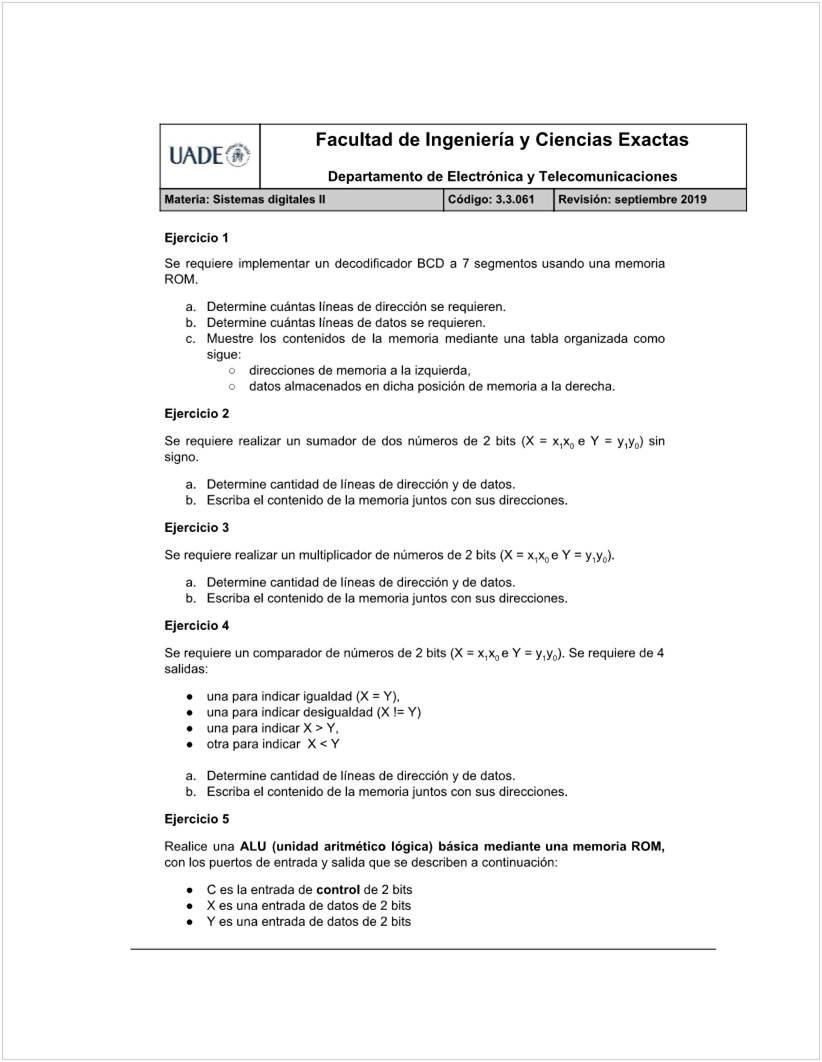 UADE
Facultad de Ingeniería y Ciencias Exactas
Departamento de Electrónica y Telecomunicaciones
Materia: Sistemas digitales II Código: 3.3.061 Revisión: septiembre 2019
Ejercicio 1
Se requiere implementar un decodificador BCD a 7 segmentos usando una memoria
ROM.
a. Determine cuántas líneas de dirección se requieren.
b. Determine cuántas líneas de datos se requieren.
c. Muestre los contenidos de la memoria mediante una tabla organizada como
sigue:
○ direcciones de memoria a la izquierda,
○ datos almacenados en dicha posición de memoria a la derecha.
Ejercicio 2
Se requiere realizar un sumador de dos números de 2 bits (X = x₁x₀ e Y = y₁y₀) sin
signo.
a. Determine cantidad de líneas de dirección y de datos.
b. Escriba el contenido de la memoria juntos con sus direcciones.
Ejercicio 3
Se requiere realizar un multiplicador de números de 2 bits (X = x₁x₀ e Y = y₁y₀).
a. Determine cantidad de líneas de dirección y de datos.
b. Escriba el contenido de la memoria juntos con sus direcciones.
Ejercicio 4
Se requiere un comparador de números de 2 bits (X = x₁x₀ e Y = y₁y₀). Se requiere de 4
salidas:
● una para indicar igualdad (X = Y),
● una para indicar desigualdad (X != Y)
● una para indicar X > Y,
● otra para indicar X < Y
a. Determine cantidad de líneas de dirección y de datos.
b. Escriba el contenido de la memoria juntos con sus direcciones.
Ejercicio 5
Realice una ALU (unidad aritmético lógica) básica mediante una memoria ROM,
con los puertos de entrada y salida que se describen a continuación:
● C es la entrada de control de 2 bits
● X es una entrada de datos de 2 bits
● Y es una entrada de datos de 2 bits